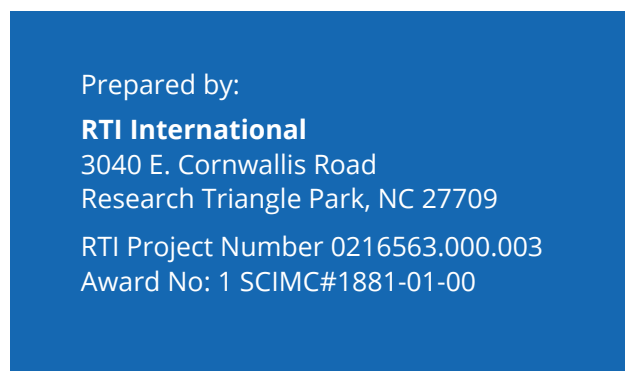 Prepared by:
RTI International
3040 E. Cornwallis Road
Research Triangle Park, NC 27709
RTI Project Number 0216563.000.003
Award No: 1 SCIMC#1881-01-00